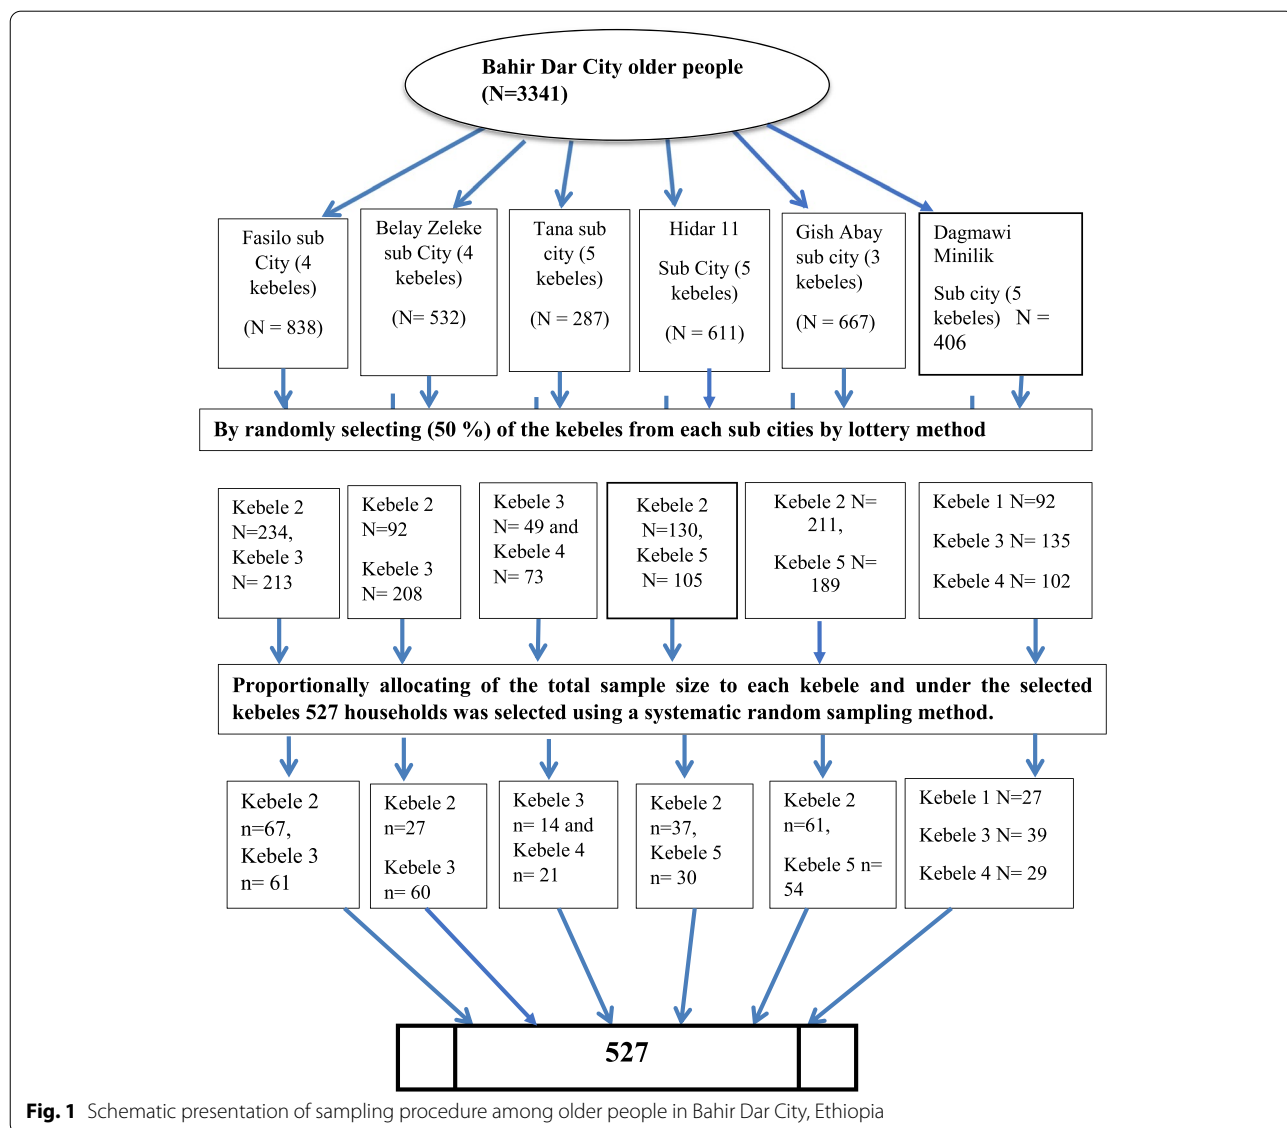 Bahir Dar City older people
(N=3341)
Fasilo sub
City (4
kebeles)
(N = 838)
Belay Zeleke
sub City (4
kebeles)
(N= 532)
Tana sub
city (5
kebeles)
(N = 287)
Hidar 11
Sub City (5
kebeles)
(N = 611)
Gish Abay
sub city (3
kebeles)
(N = 667)
Dagmawi
Minilik
Sub city (5
kebeles) N =
406
By randomly selecting (50 %) of the kebeles from each sub cities by lottery method
Kebele 2
N=234,
Kebele 3
N= 213
Kebele 2
N=92
Kebele 3
N= 208
Kebele 3
N= 49 and
Kebele 4
N= 73
Kebele 2
N=130,
Kebele 5
N= 105
Kebele 2 N=
211,
Kebele 5 N=
189
Kebele 1 N=92
Kebele 3 N= 135
Kebele 4 N= 102
Proportionally allocating of the total sample size to each kebele and under the selected
kebeles 527 households was selected using a systematic random sampling method.
Kebele 2
n=67,
Kebele 3
n= 61
Kebele 2
n=27
Kebele 3
n= 60
Kebele 3
n= 14 and
Kebele 4
n= 21
Kebele 2
n=37,
Kebele 5
n= 30
Kebele 2
n=61,
Kebele 5 n=
54
Kebele 1 N=27
Kebele 3 N= 39
Kebele 4 N= 29
527
Fig. 1 Schematic presentation of sampling procedure among older people in Bahir Dar City, Ethiopia